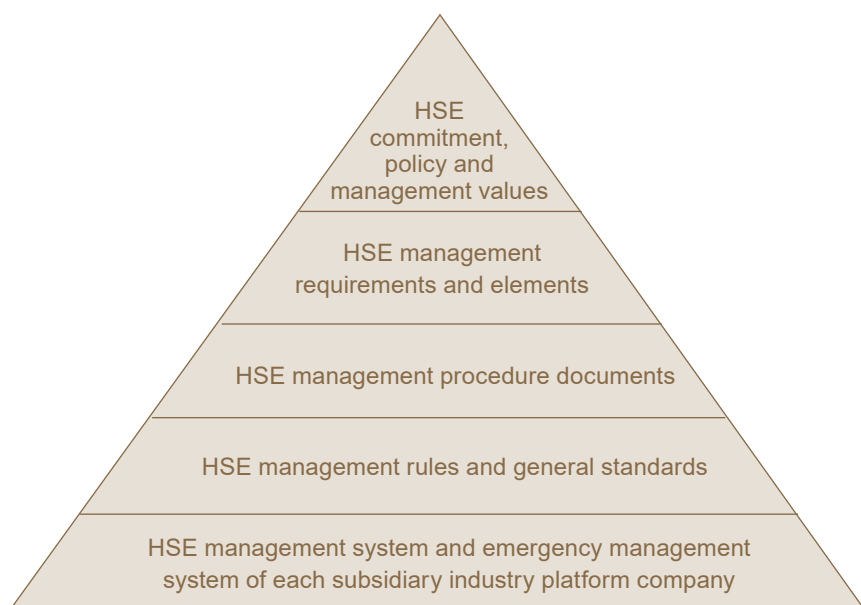 HSE
commitment,
policy and
management values
HSE management
requirements and elements
HSE management procedure documents
HSE management rules and general standards
HSE management system and emergency management
system of each subsidiary industry platform company